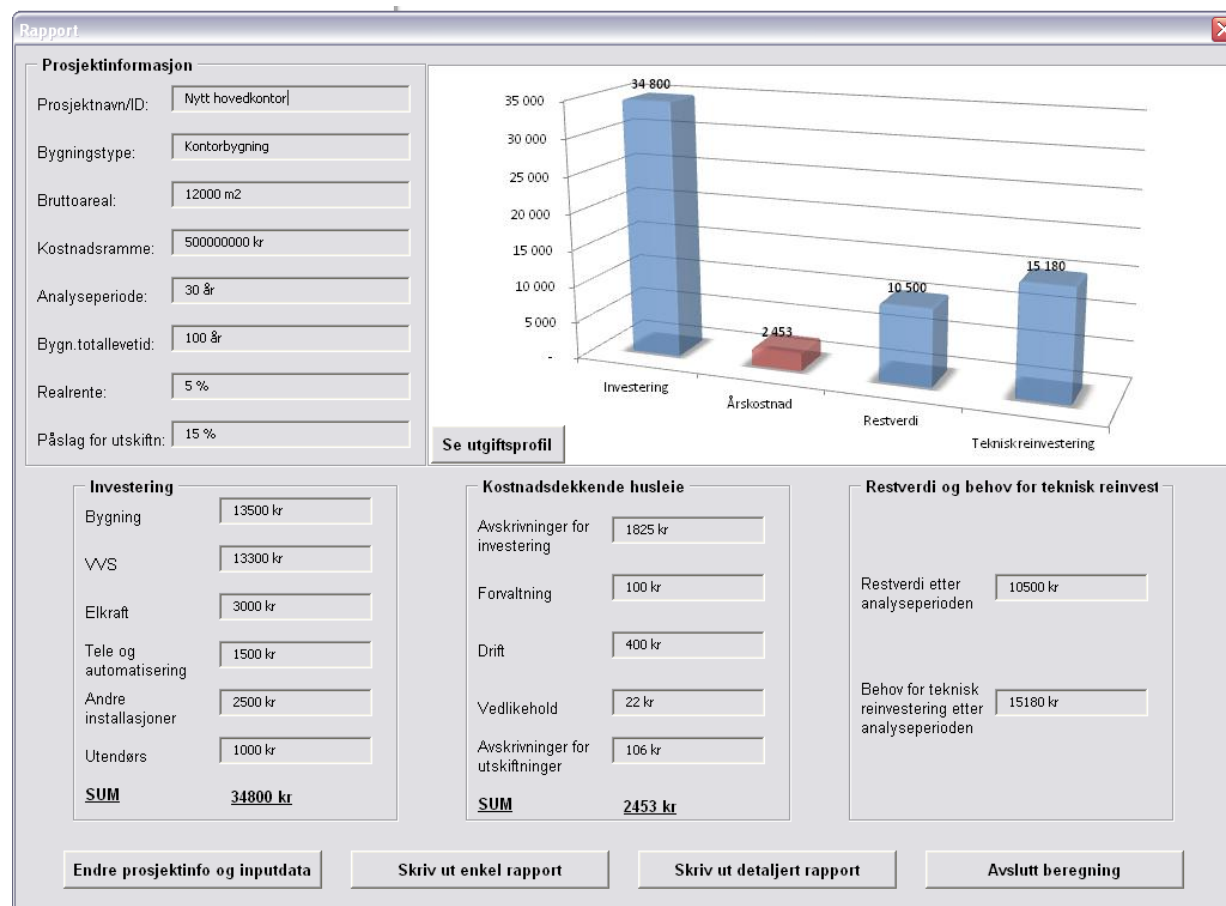 Rapport
Prosjektinformasjon
Prosjektnavn/ID: Nytt hovedkontor
Bygningstype: Kontorbygning
Bruttoareal: 12000 m2
Kostnadsramme: 500000000 kr
Analyseperiode: 30 år
Bygn.totallevetid: 100 år
Realrente: 5 %
Påslag for utskiftn: 15 %
35 000
30 000
25 000
20 000
15 000
10 000
5 000
-
34 800
2 453
10 500
15 180
Investering
Årskostnad
Restverdi
Teknisk reinvestering
Se utgiftsprofil
Investering
Bygning 13500 kr
VVS 13300 kr
Elkraft 3000 kr
Tele og
automatisering 1500 kr
Andre
installasjoner 2500 kr
Utendørs 1000 kr
SUM 34800 kr
Kostnadsdekkende husleie
Avskrivninger for
investering 1825 kr
Forvaltning 100 kr
Drift 400 kr
Vedlikehold 22 kr
Avskrivninger for
utskiftninger 106 kr
SUM 2453 kr
Restverdi og behov for teknisk reinvest
Restverdi etter
analyseperioden 10500 kr
Behov for teknisk
reinvestering etter 15180 kr
analyseperioden
Endre prosjektinfo og inputdata
Skriv ut enkel rapport
Skriv ut detaljert rapport
Avslutt beregning